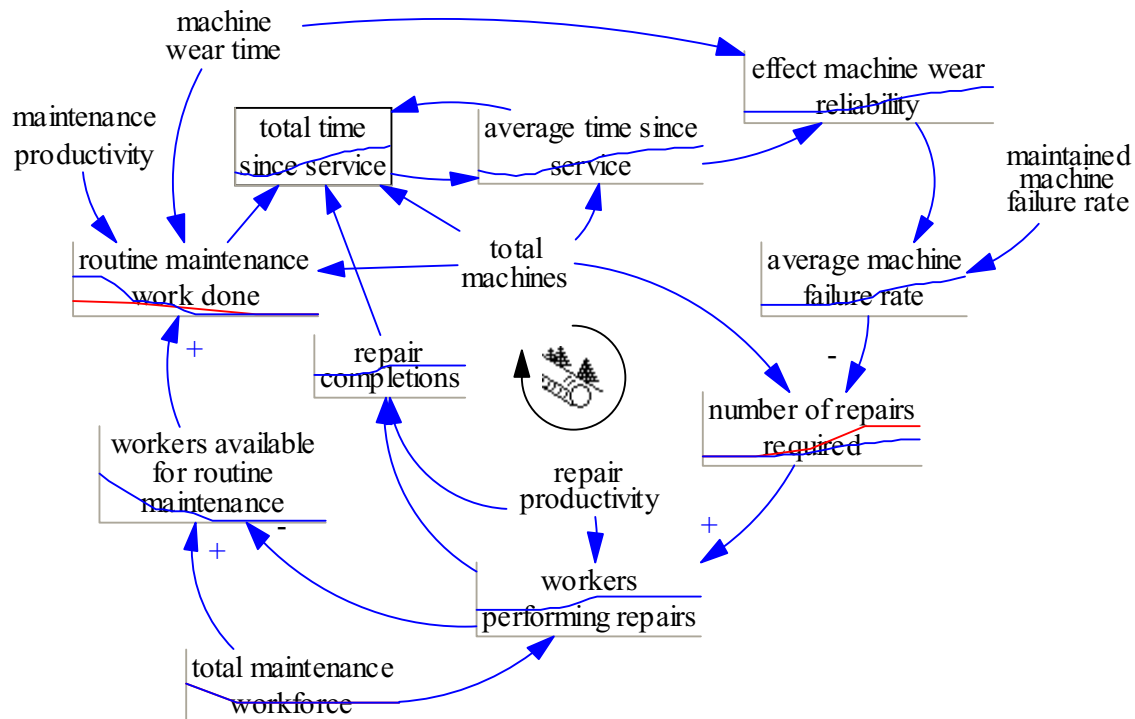 machine
wear time
effect machine wear
reliability
maintenance
productivity
total time
since service
average time since
service
maintained
machine
failure rate
routine maintenance
work done
total
machines
average machine
failure rate
+
-
repair
completions
number of repairs
required
workers available
for routine
maintenance
repair
productivity
-
+
+
workers
performing repairs
total maintenance
workforce